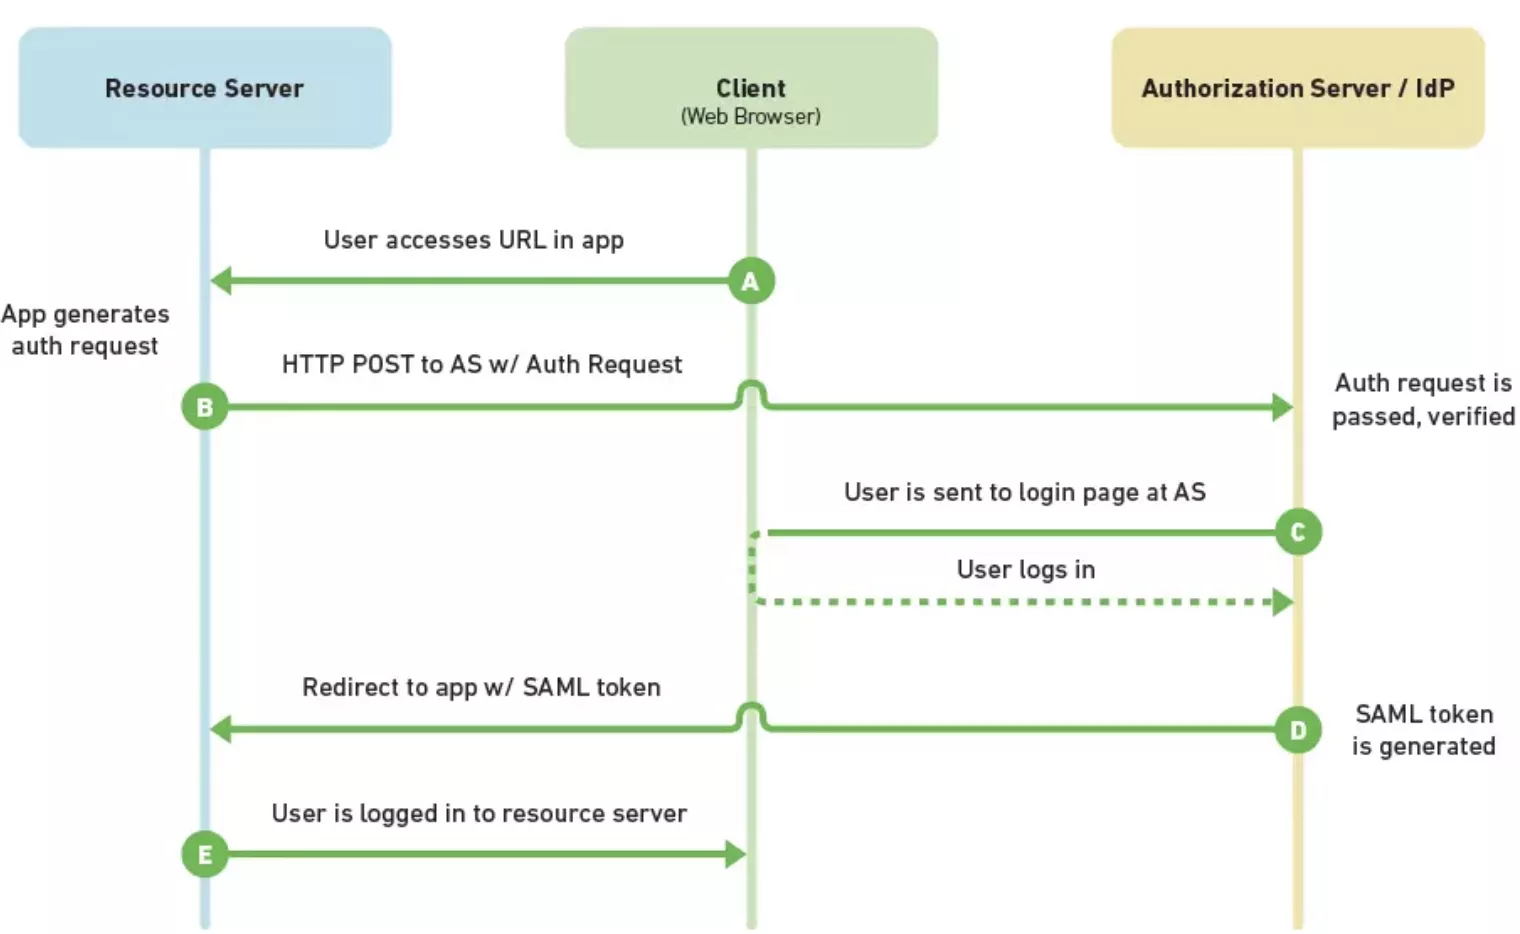 Resource Server
Client
(Web Browser)
Authorization Server / IdP
User accesses URL in app
A
App generates
auth request
HTTP POST to AS w/ Auth Request
B
Auth request is
passed, verified
User is sent to login page at AS
C
User logs in
Redirect to app w/ SAML token
D
SAML token
is generated
User is logged in to resource server
E